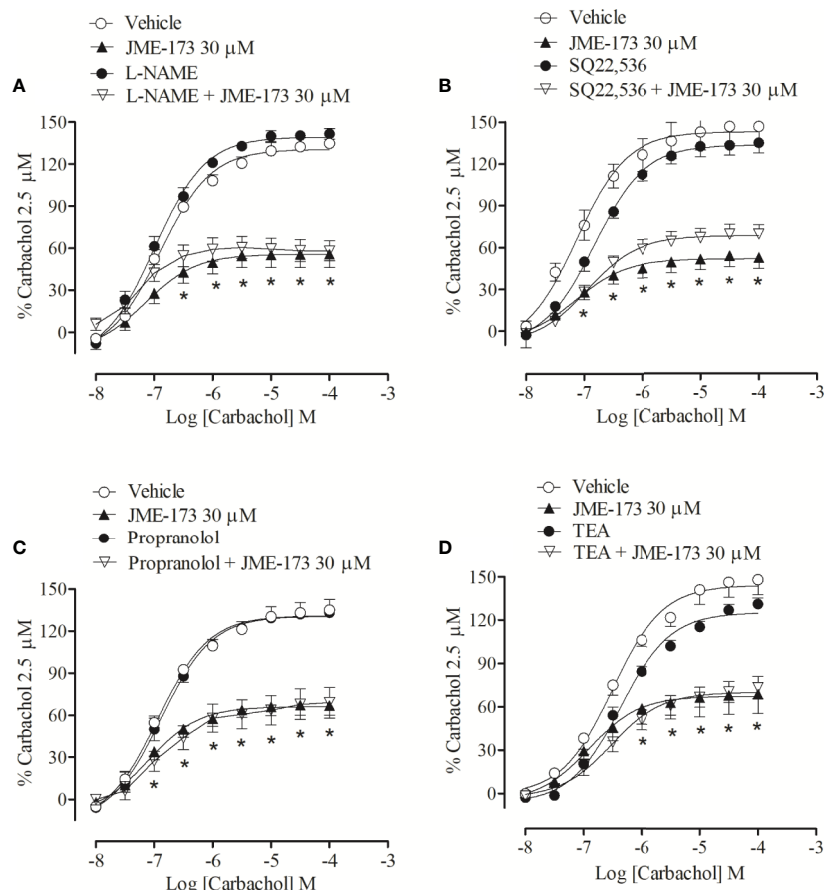 A
Vehicle
JME-173 30 μM
L-NAME
L-NAME + JME-173 30 μM
150
120
90
60
30
0
% Carbachol 2.5 μM
* * * * * *
-8 -7 -6 -5 -4 -3
Log [Carbachol] M
B
Vehicle
JME-173 30 μM
SQ22,536
SQ22,536 + JME-173 30 μM
150
120
90
60
30
0
% Carbachol 2.5 μM
* * * * * * *
-8 -7 -6 -5 -4 -3
Log [Carbachol] M
C
Vehicle
JME-173 30 μM
Propranolol
Propranolol + JME-173 30 μM
150
120
90
60
30
0
% Carbachol 2.5 μM
* * * * * * *
-8 -7 -6 -5 -4 -3
Log [Carbachol] M
D
Vehicle
JME-173 30 μM
TEA
TEA + JME-173 30 μM
150
120
90
60
30
0
% Carbachol 2.5 μM
* * * * *
-8 -7 -6 -5 -4 -3
Log [Carbachol] M